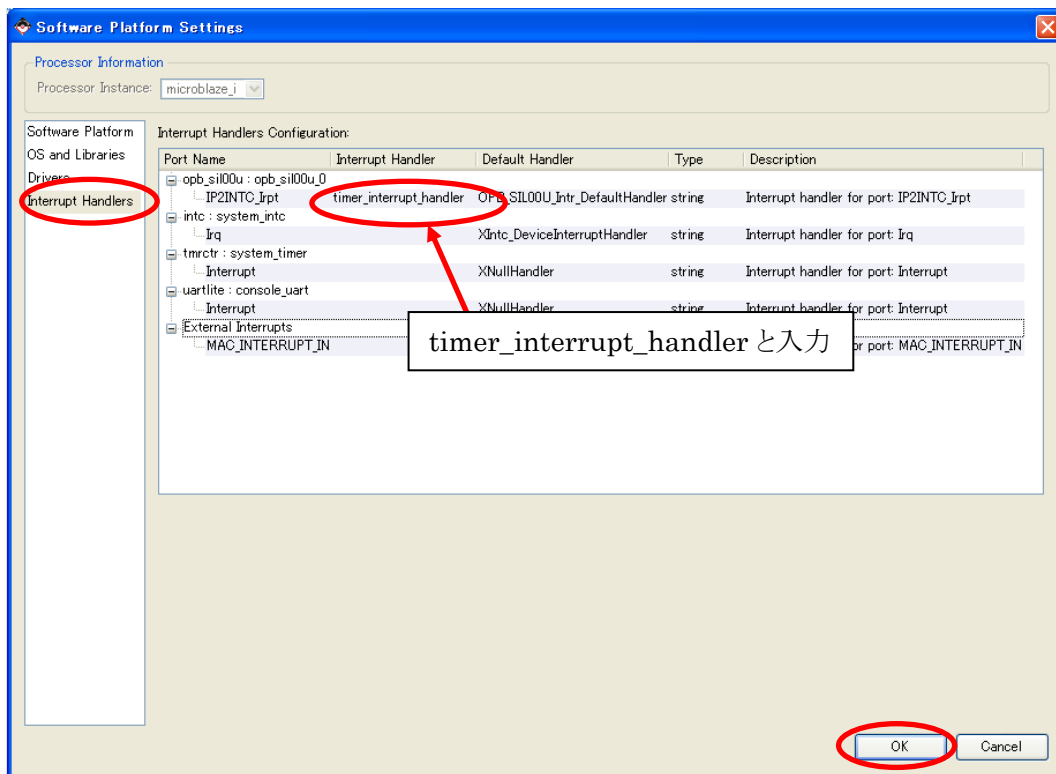 Software Platform Settings
Processor Information
Processor Instance: microblaze_i
Software Platform
OS and Libraries
Drivers
Interrupt Handlers
Interrupt Handlers Configuration:
Port Name Interrupt Handler Default Handler Type Description
opb_sil00u : opb_sil00u_0
IP2INTC_Irpt timer_interrupt_handler OPB_SIL00U_Intr_DefaultHandler string Interrupt handler for port: IP2INTC_Irpt
intc : system_intc
Irq XIntc_DeviceInterruptHandler string Interrupt handler for port: Irq
tmrctr : system_timer
Interrupt XNullHandler string Interrupt handler for port: Interrupt
uartlite : console_uart
Interrupt XNullHandler string Interrupt handler for port: Interrupt
External Interrupts
MAC_INTERRUPT_IN for port: MAC_INTERRUPT_IN
timer_interrupt_handler と入力
OK Cancel